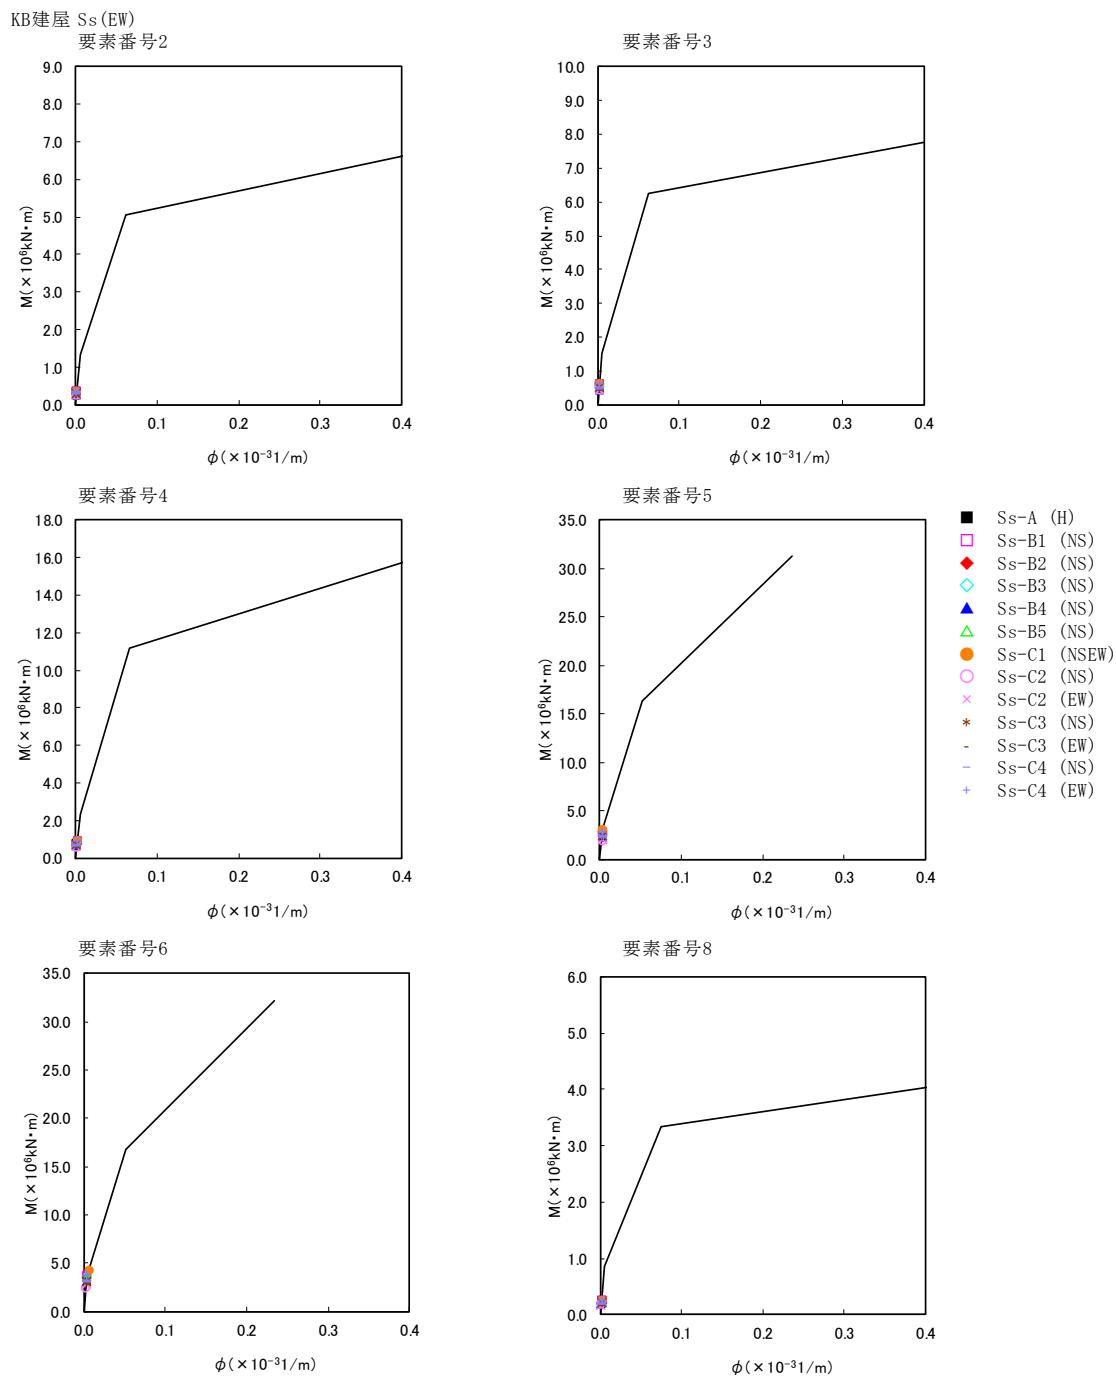 KB建屋 Ss(EW)
要素番号2
9.0
8.0
7.0
6.0
5.0
4.0
3.0
2.0
1.0
0.0
M(×10⁶kN・m)
0.0 0.1 0.2 0.3 0.4
φ(×10⁻³1/m)
要素番号3
10.0
9.0
8.0
7.0
6.0
5.0
4.0
3.0
2.0
1.0
0.0
M(×10⁶kN・m)
0.0 0.1 0.2 0.3 0.4
φ(×10⁻³1/m)
要素番号4
18.0
16.0
14.0
12.0
10.0
8.0
6.0
4.0
2.0
0.0
M(×10⁶kN・m)
0.0 0.1 0.2 0.3 0.4
φ(×10⁻³1/m)
要素番号5
35.0
30.0
25.0
20.0
15.0
10.0
5.0
0.0
M(×10⁶kN・m)
0.0 0.1 0.2 0.3 0.4
φ(×10⁻³1/m)
Ss-A (H)
Ss-B1 (NS)
Ss-B2 (NS)
Ss-B3 (NS)
Ss-B4 (NS)
Ss-B5 (NS)
Ss-C1 (NSEW)
Ss-C2 (NS)
Ss-C2 (EW)
Ss-C3 (NS)
Ss-C3 (EW)
Ss-C4 (NS)
Ss-C4 (EW)
要素番号6
35.0
30.0
25.0
20.0
15.0
10.0
5.0
0.0
M(×10⁶kN・m)
0.0 0.1 0.2 0.3 0.4
φ(×10⁻³1/m)
要素番号8
6.0
5.0
4.0
3.0
2.0
1.0
0.0
M(×10⁶kN・m)
0.0 0.1 0.2 0.3 0.4
φ(×10⁻³1/m)